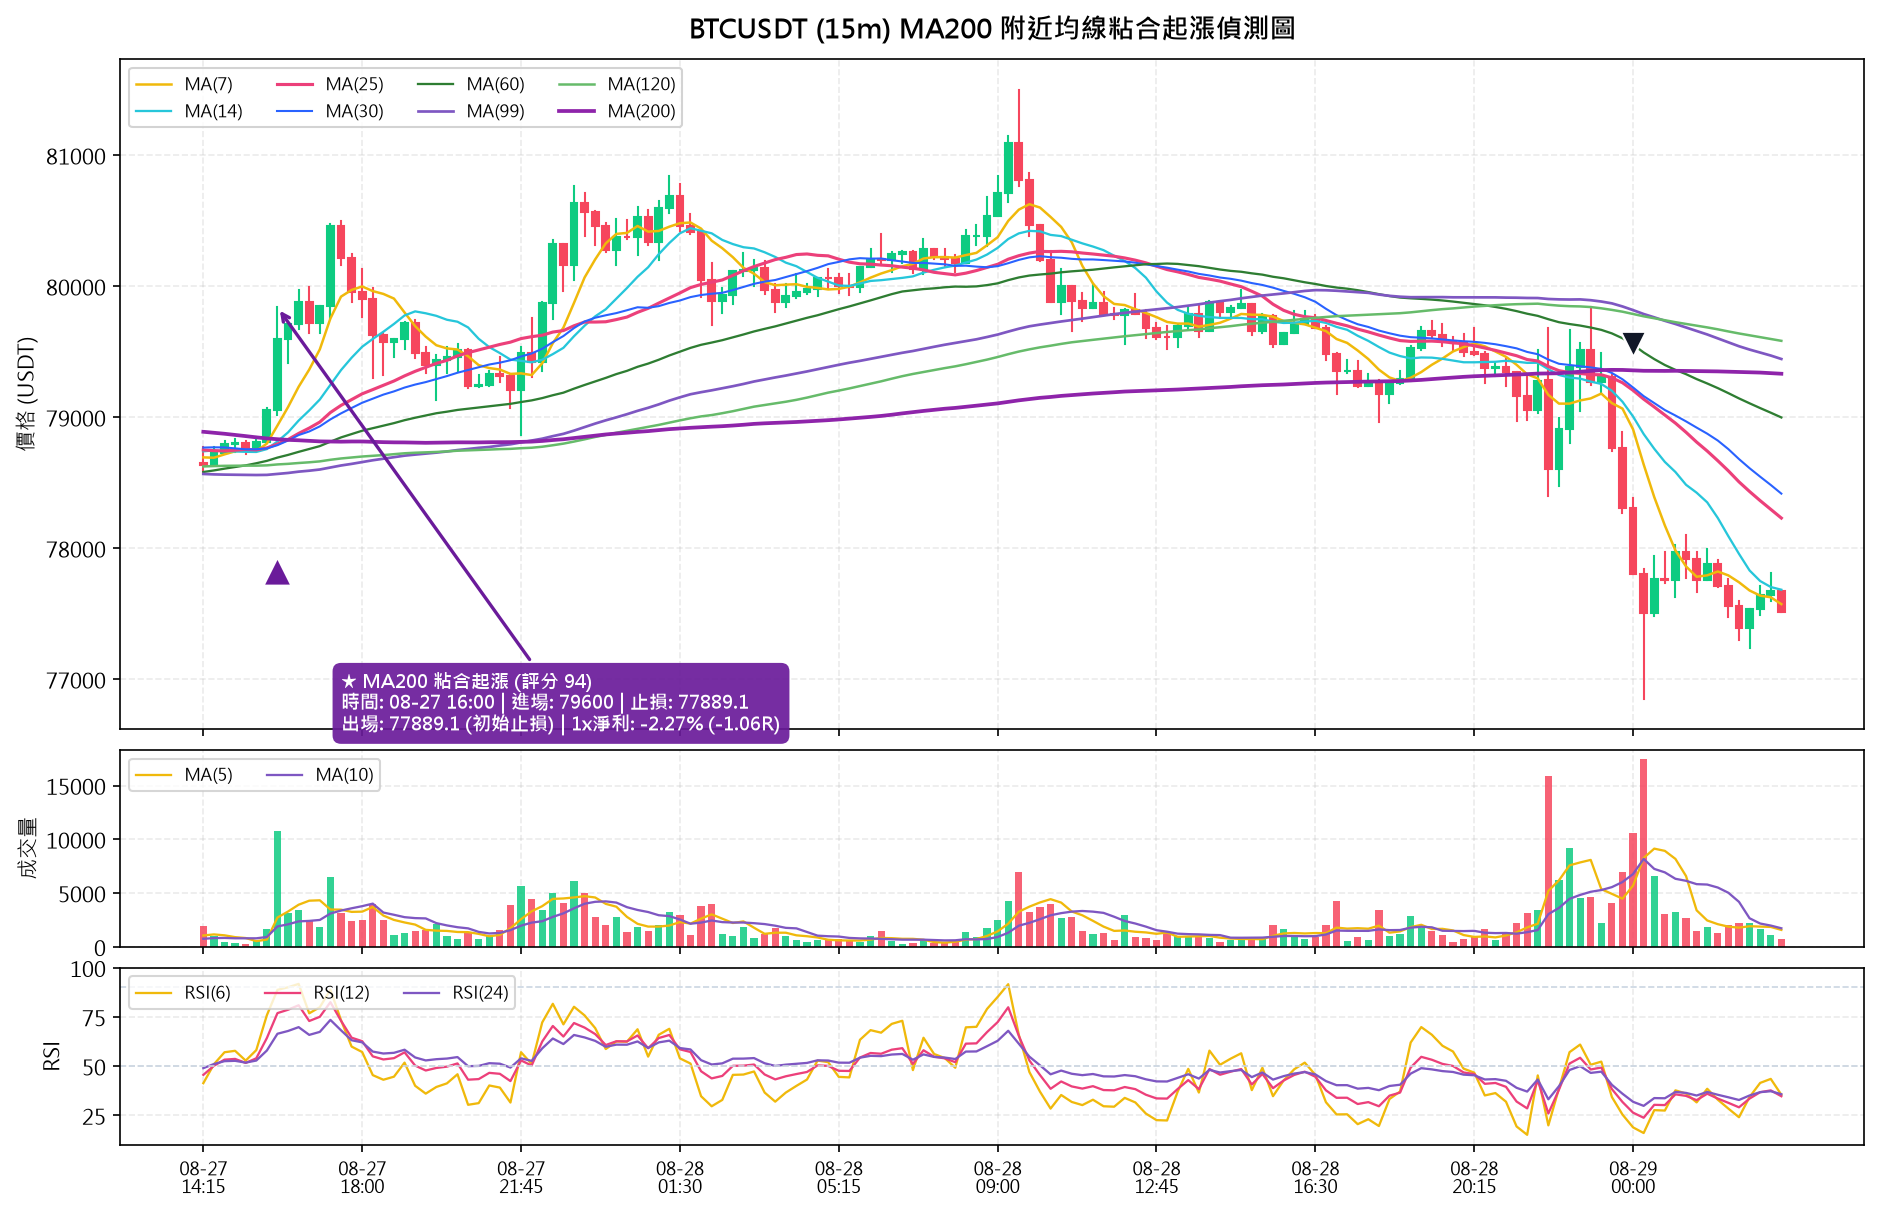 BTCUSDT (15m) MA200 附近均線粘合起漲偵測圖
MA(7) MA(25) MA(60) MA(120)
MA(14) MA(30) MA(99) MA(200)
價格 (USDT)
81000
80000
79000
78000
77000
★ MA200 粘合起漲 (評分 94)
時間: 08-27 16:00 | 進場: 79600 | 止損: 77889.1
出場: 77889.1 (初始止損) | 1x淨利: -2.27% (-1.06R)
MA(5) MA(10)
成交量
15000
10000
5000
0
RSI(6) RSI(12) RSI(24)
RSI
100
75
50
25
08-27 08-27 08-27 08-28 08-28 08-28 08-28 08-28 08-28 08-29
14:15 18:00 21:45 01:30 05:15 09:00 12:45 16:30 20:15 00:00